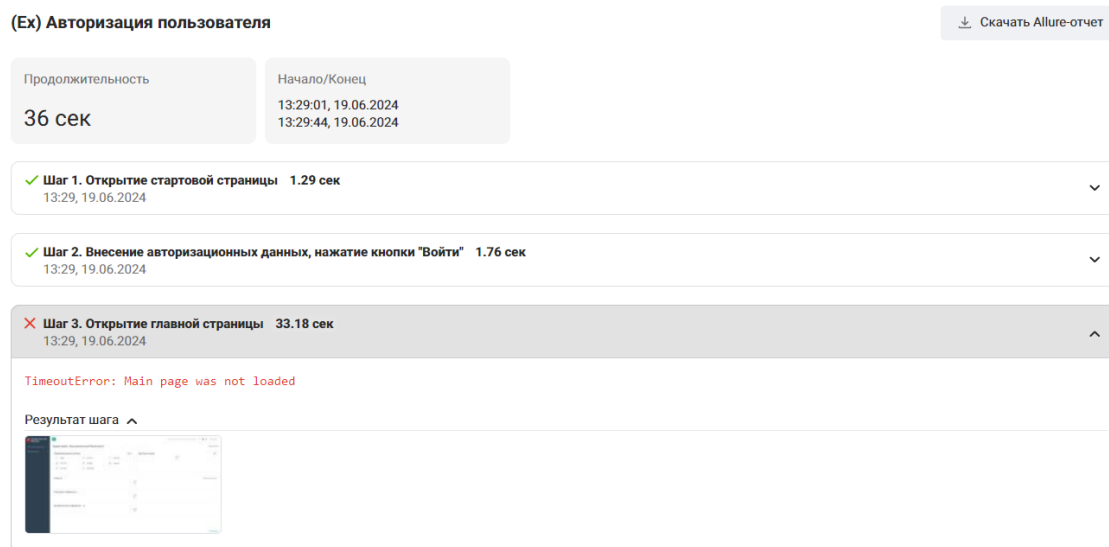 (Ex) Авторизация пользователя
Скачать Allure-отчет
Продолжительность
36 сек
Начало/Конец
13:29:01, 19.06.2024
13:29:44, 19.06.2024
Шаг 1. Открытие стартовой страницы 1.29 сек
13:29, 19.06.2024
Шаг 2. Внесение авторизационных данных, нажатие кнопки "Войти" 1.76 сек
13:29, 19.06.2024
Шаг 3. Открытие главной страницы 33.18 сек
13:29, 19.06.2024
TimeoutError: Main page was not loaded
Результат шага